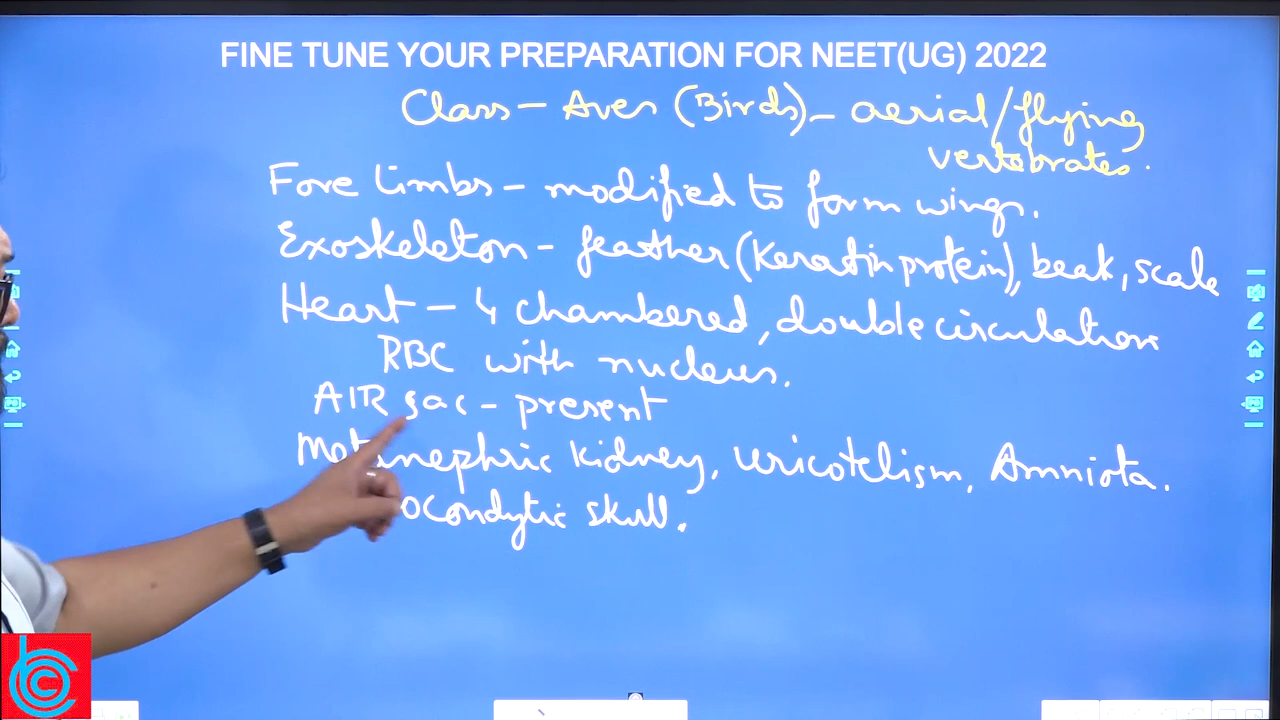 FINE TUNE YOUR PREPARATION FOR NEET(UG) 2022
Class - Aves (Birds) - aerial/flying
vertebrates.
Fore Limbs - modified to form wings.
Exoskeleton - feather (Keratin protein), beak, scale
Heart - 4 chambered, double circulation
RBC with nucleus.
AIR sac - present
Metanephric kidney, uricotelism, Amniota.
skull.